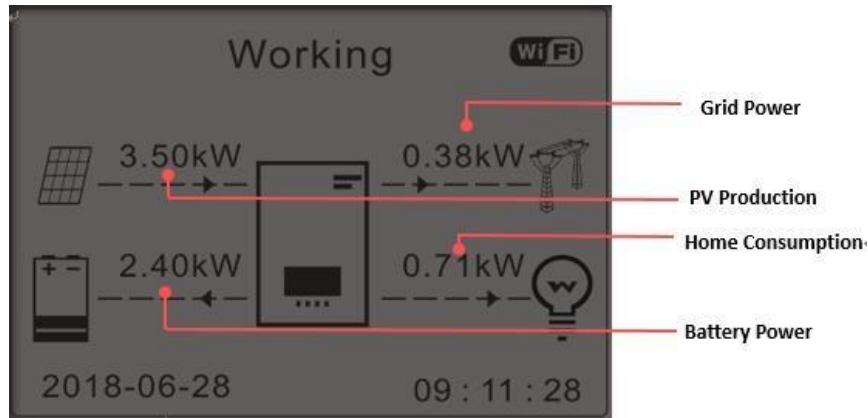 Working
WiFi
Grid Power
3.50kW
0.38kW
PV Production
Home Consumption
2.40kW
0.71kW
Battery Power
2018-06-28
09 : 11 : 28